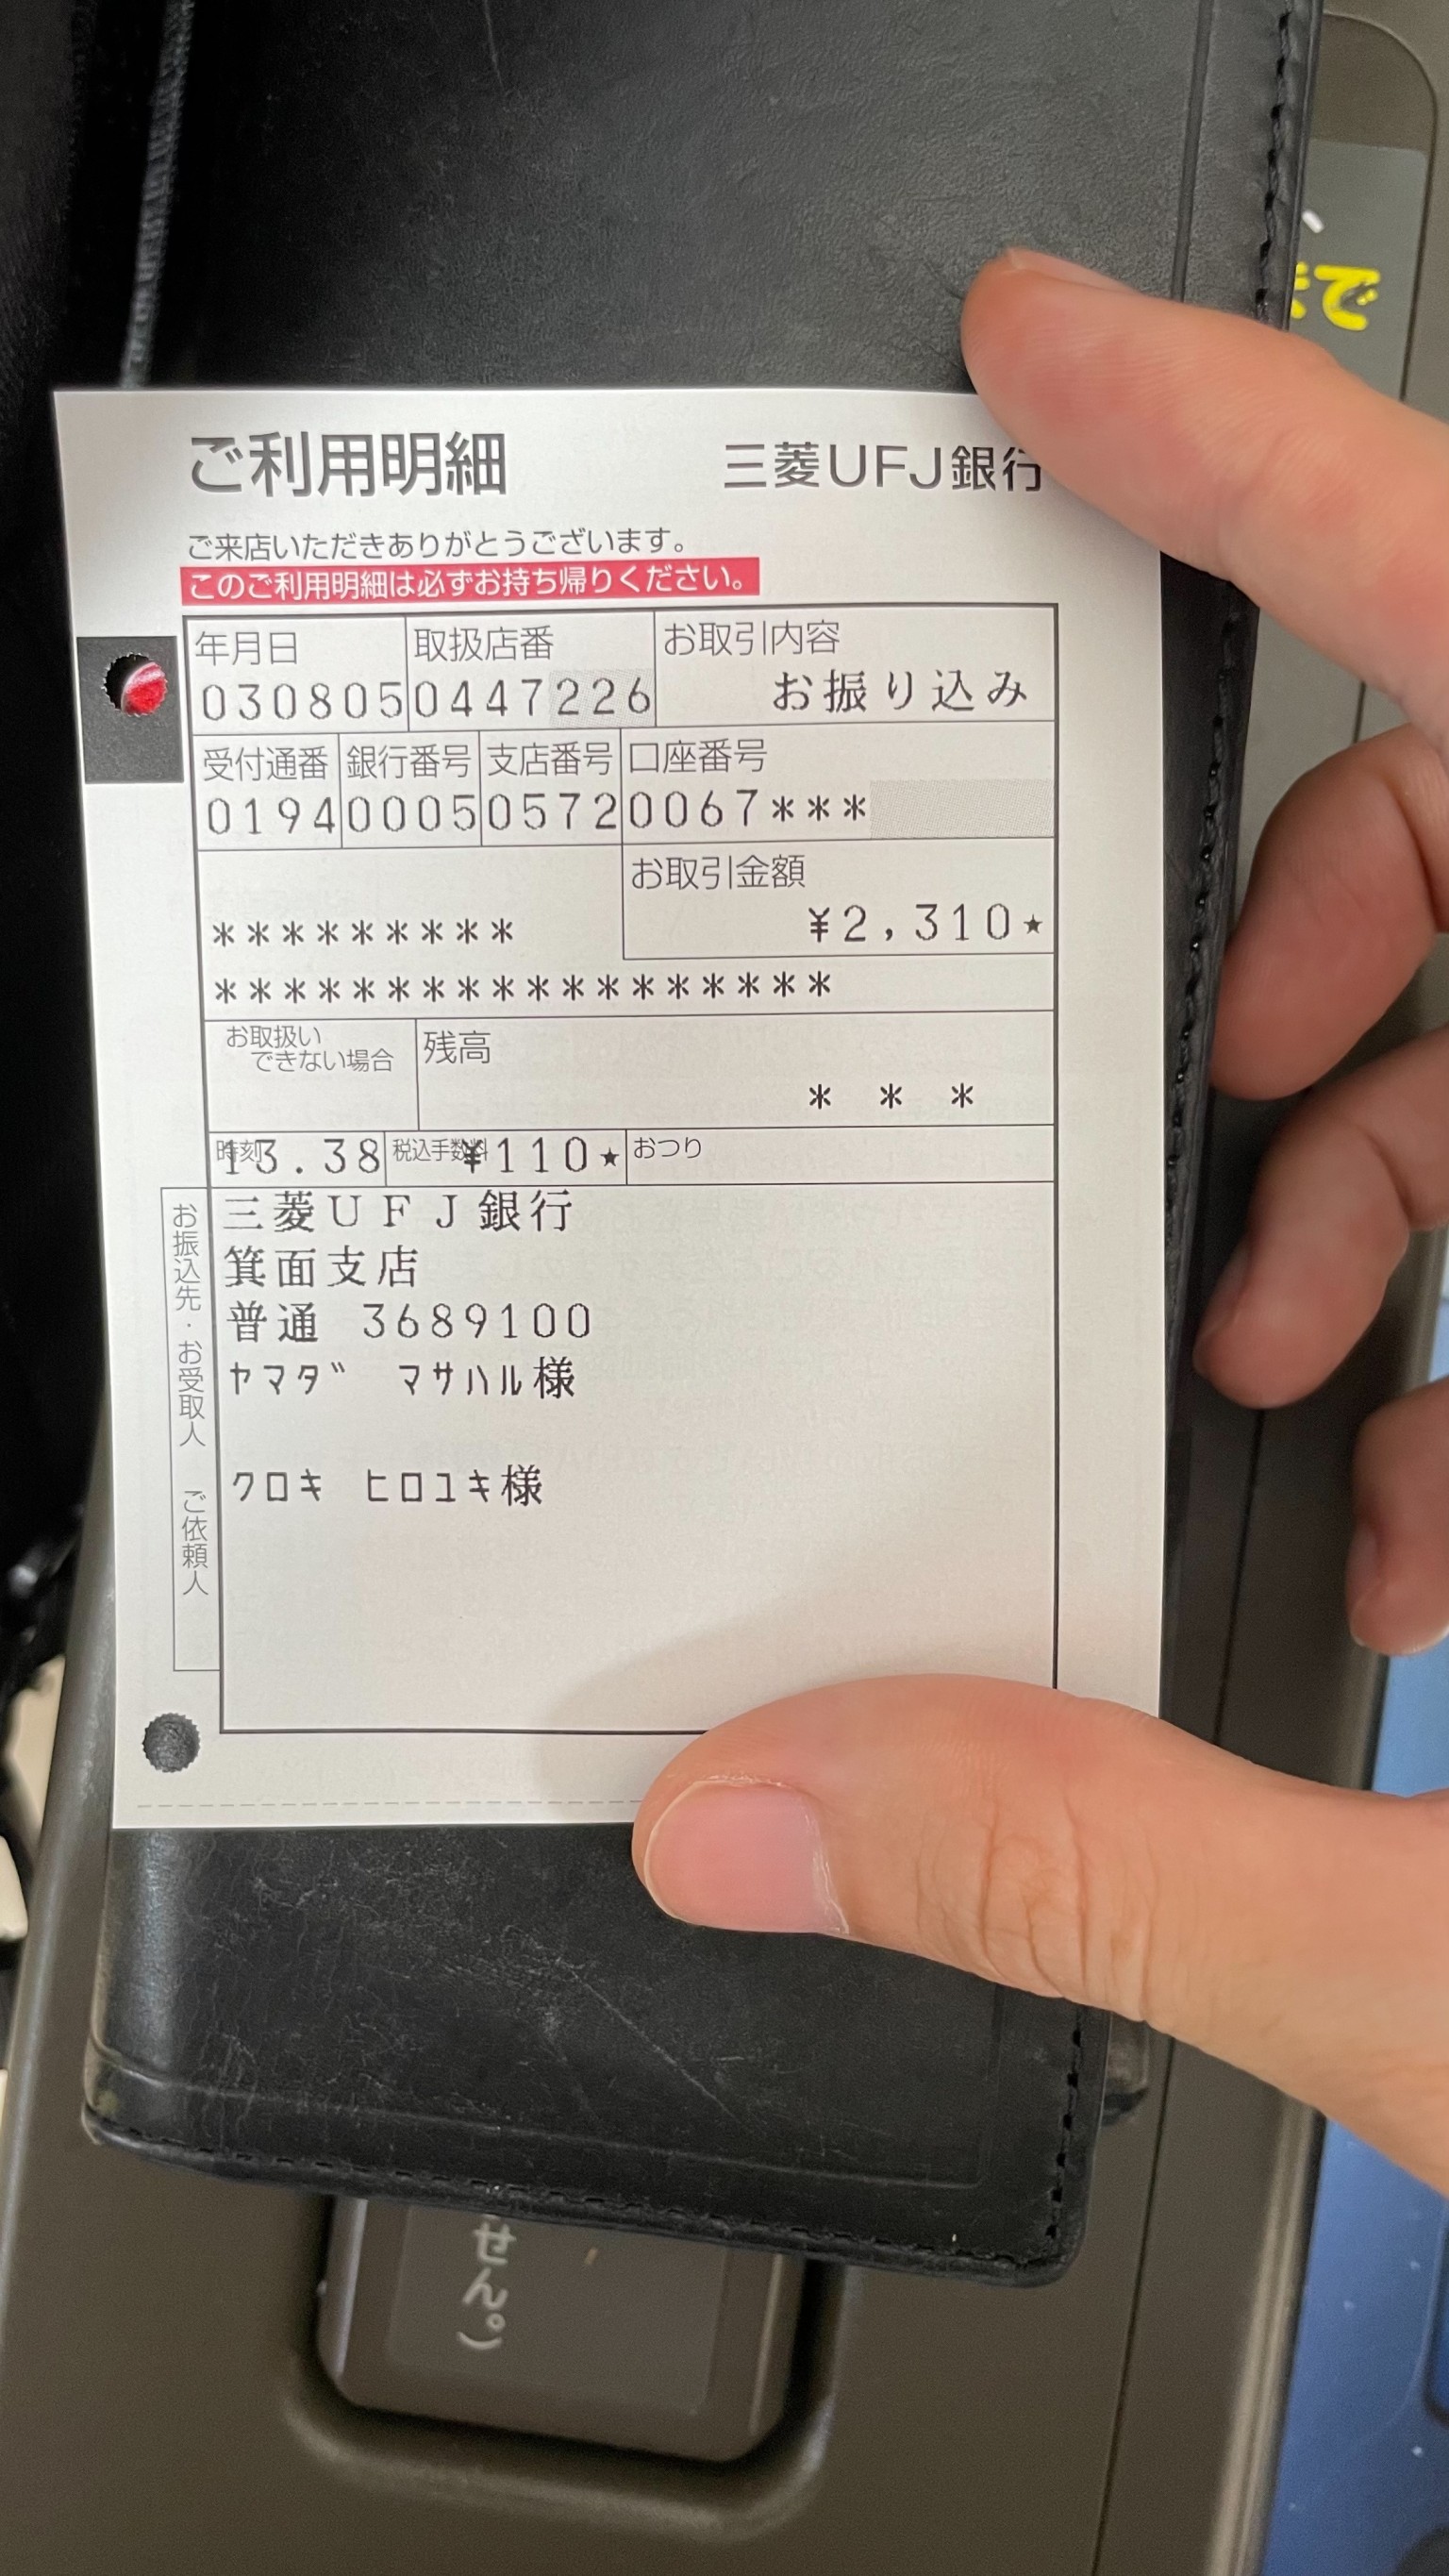 まで
ご利用明細 三菱UFJ銀行
ご来店いただきありがとうございます。
このご利用明細は必ずお持ち帰りください。
年月日 取扱店番 お取引内容
030805 0447226 お振り込み
受付通番 銀行番号 支店番号 口座番号
0194 0005 0572 0067***
お取引金額
********* ¥2,310★
******************
お取扱い
できない場合 残高
* * *
時刻 13.38 税込手数料 ¥110★ おつり
お振込先・お受取人 ご依頼人
三菱UFJ銀行
箕面支店
普通 3689100
ヤマダ マサハル様
クロキ ヒロユキ様
せん。)